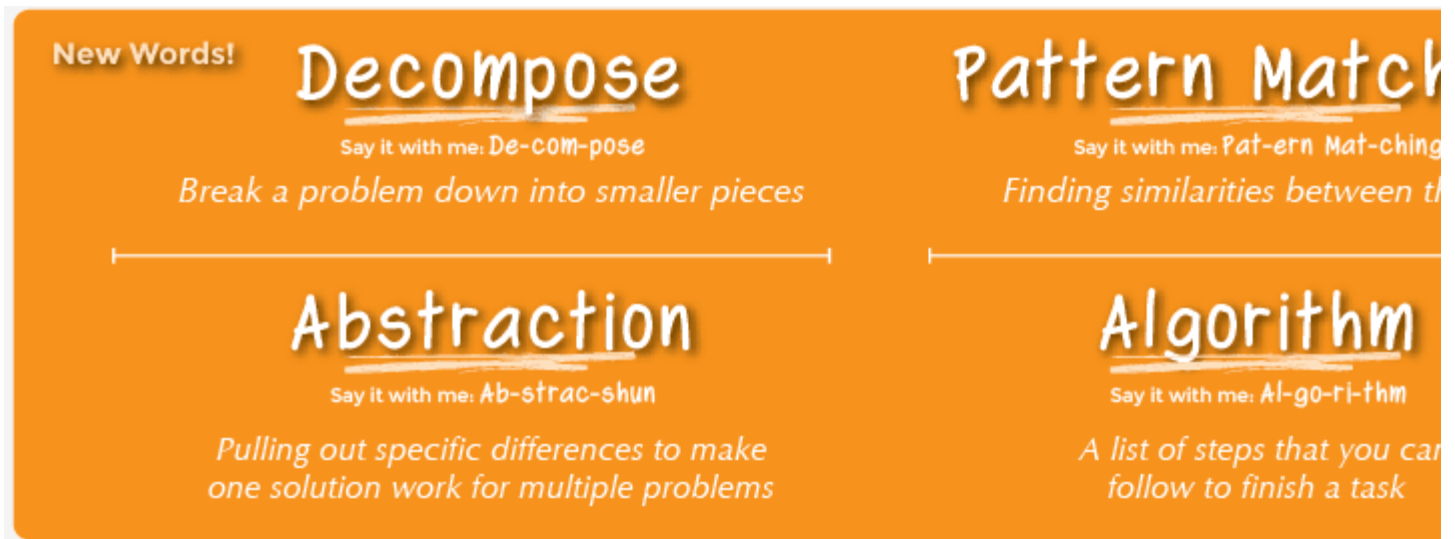 New Words!
Decompose
Say it with me: De-com-pose
Break a problem down into smaller pieces
Pattern Match
Say it with me: Pat-ern Mat-ching
Finding similarities between th
Abstraction
Say it with me: Ab-strac-shun
Pulling out specific differences to make
one solution work for multiple problems
Algorithm
Say it with me: Al-go-ri-thm
A list of steps that you can
follow to finish a task